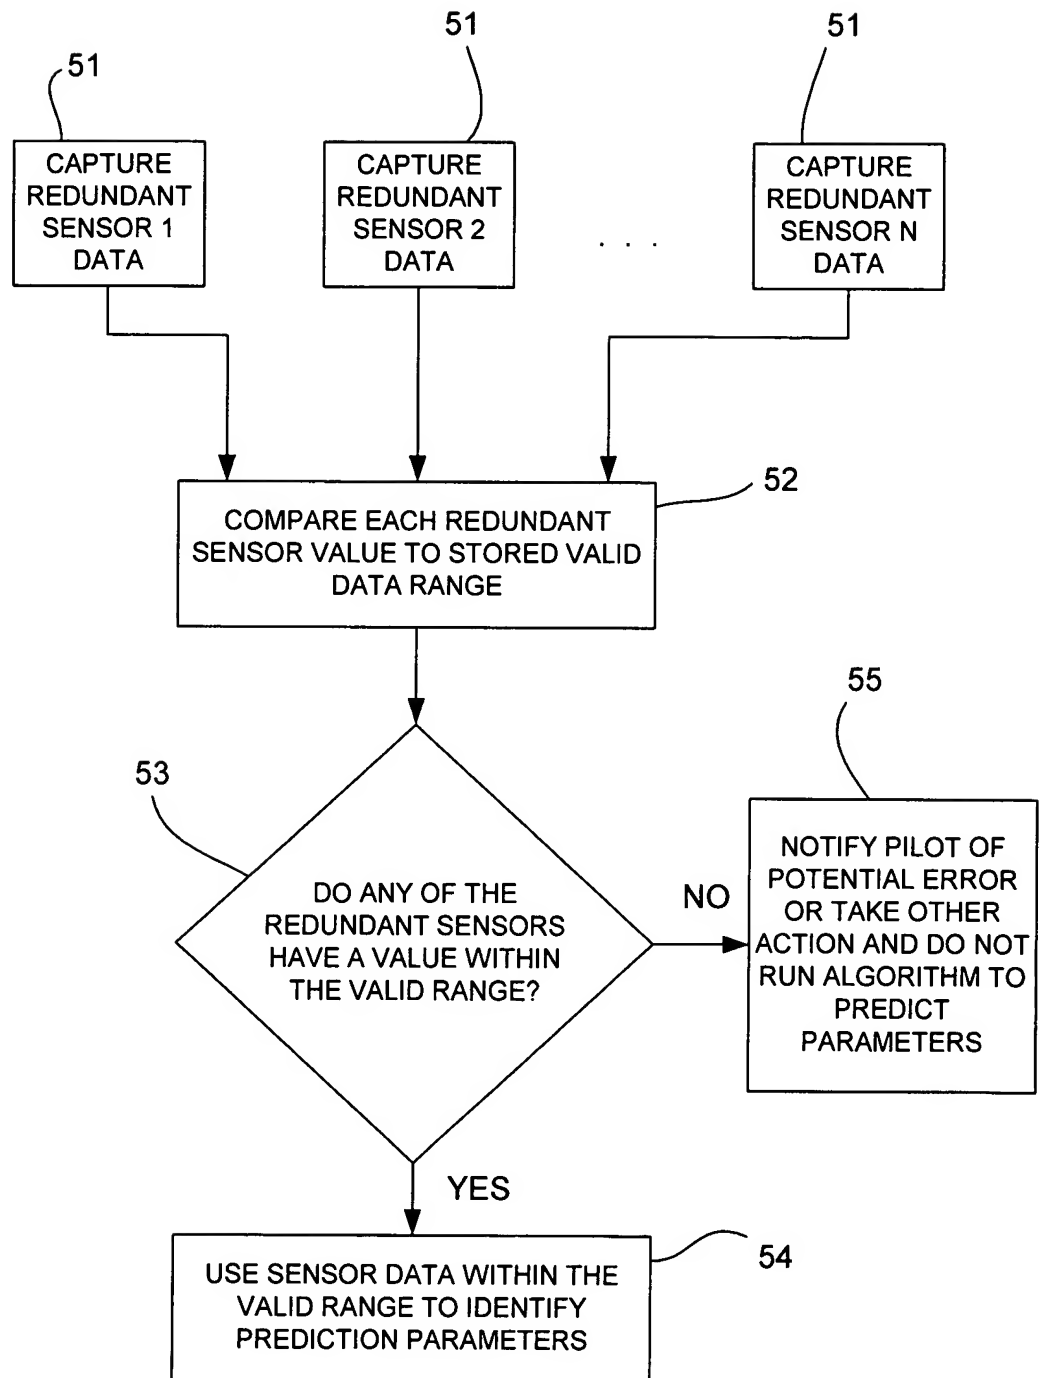 51
51
51
CAPTURE
REDUNDANT
SENSOR 1
DATA
CAPTURE
REDUNDANT
SENSOR 2
DATA
. . .
CAPTURE
REDUNDANT
SENSOR N
DATA
52
COMPARE EACH REDUNDANT
SENSOR VALUE TO STORED VALID
DATA RANGE
53
DO ANY OF THE
REDUNDANT SENSORS
HAVE A VALUE WITHIN
THE VALID RANGE?
NO
55
NOTIFY PILOT OF
POTENTIAL ERROR
OR TAKE OTHER
ACTION AND DO NOT
RUN ALGORITHM TO
PREDICT
PARAMETERS
YES
54
USE SENSOR DATA WITHIN THE
VALID RANGE TO IDENTIFY
PREDICTION PARAMETERS